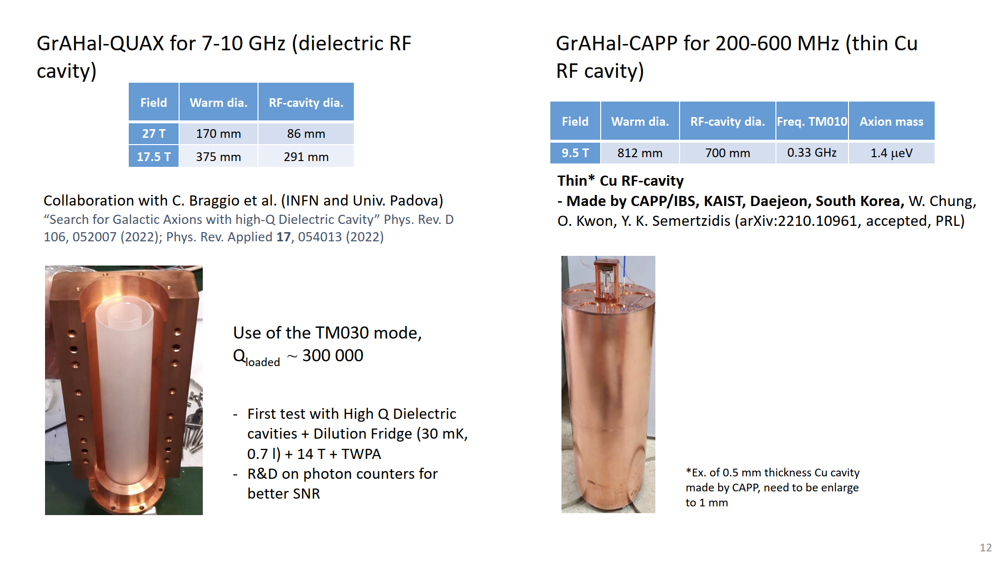 GrAHal-QUAX for 7-10 GHz (dielectric RF
cavity)
Field Warm dia. RF-cavity dia.
27 T 170 mm 86 mm
17.5 T 375 mm 291 mm
Collaboration with C. Braggio et al. (INFN and Univ. Padova)
“Search for Galactic Axions with high-Q Dielectric Cavity” Phys. Rev. D
106, 052007 (2022); Phys. Rev. Applied 17, 054013 (2022)
Use of the TM030 mode,
Qloaded ~ 300 000
- First test with High Q Dielectric
cavities + Dilution Fridge (30 mK,
0.7 l) + 14 T + TWPA
- R&D on photon counters for
better SNR
GrAHal-CAPP for 200-600 MHz (thin Cu
RF cavity)
Field Warm dia. RF-cavity dia. Freq. TM010 Axion mass
9.5 T 812 mm 700 mm 0.33 GHz 1.4 μeV
Thin* Cu RF-cavity
- Made by CAPP/IBS, KAIST, Daejeon, South Korea, W. Chung,
O. Kwon, Y. K. Semertzidis (arXiv:2210.10961, accepted, PRL)
*Ex. of 0.5 mm thickness Cu cavity
made by CAPP, need to be enlarge
to 1 mm
12